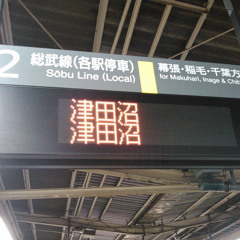 2 総武線(各駅停車)
Sōbu Line (Local)
幕張・稲毛・千葉方
for Makuhari, Inage & Chib
津田沼
津田沼